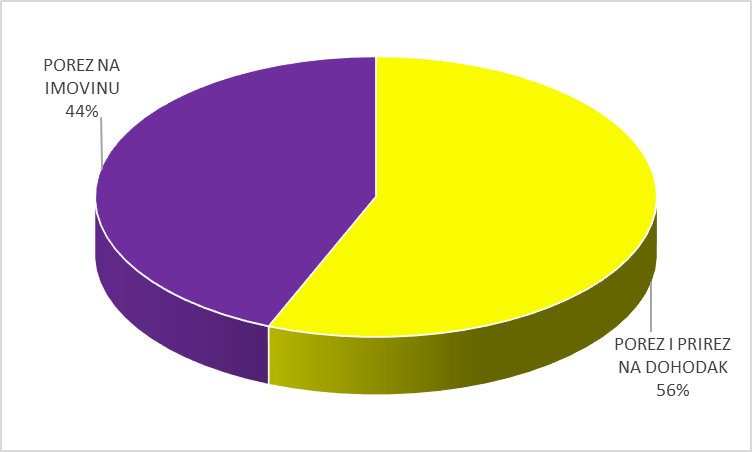 POREZ NA
IMOVINU
44%
POREZ I PRIREZ
NA DOHODAK
56%